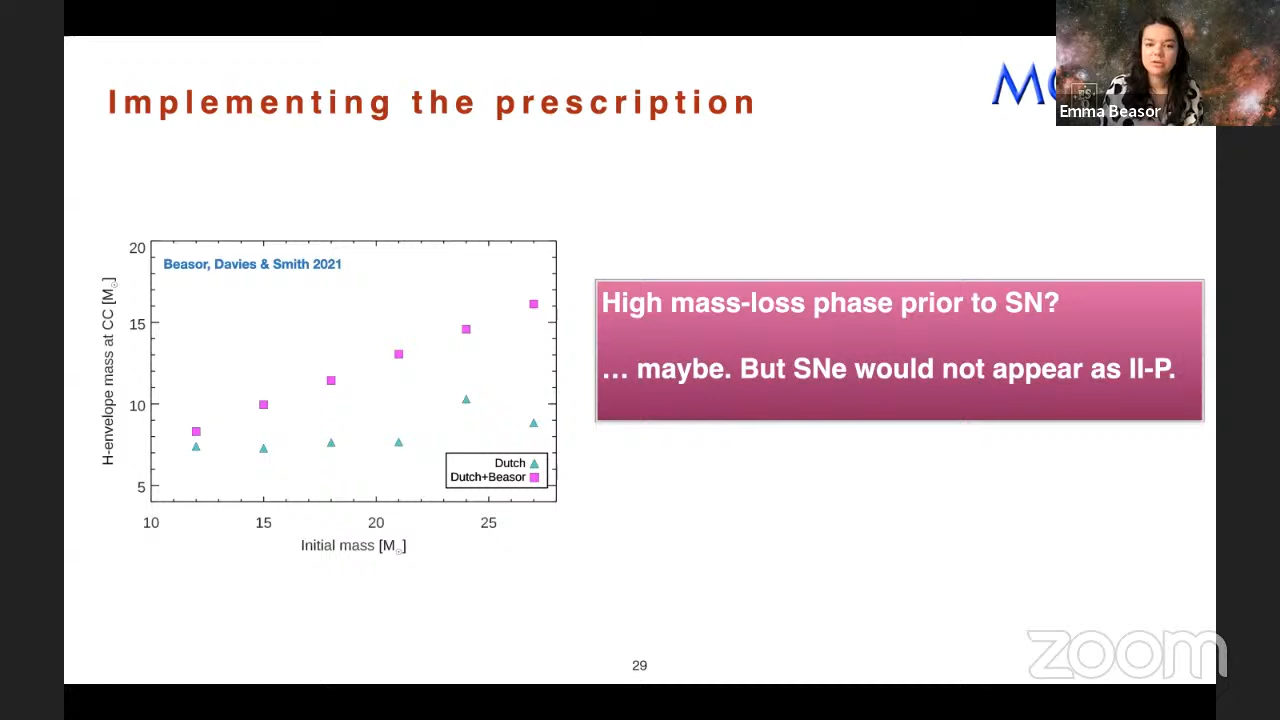 Implementing the prescription
Emma Beasor
Beasor, Davies & Smith 2021
H-envelope mass at CC [M☉]
20
15
10
5
Dutch
Dutch+Beasor
10
15
20
25
Initial mass [M☉]
High mass-loss phase prior to SN?
… maybe. But SNe would not appear as II-P.
29
zoom